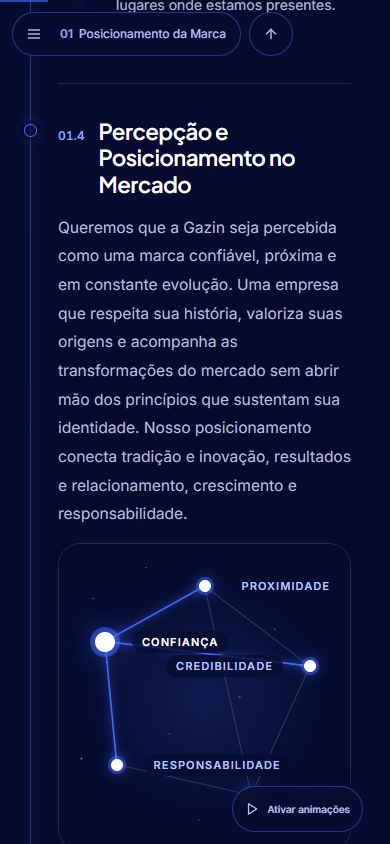 lugares onde estamos presentes.
01 Posicionamento da Marca
01.4 Percepção e
Posicionamento no
Mercado
Queremos que a Gazin seja percebida
como uma marca confiável, próxima e
em constante evolução. Uma empresa
que respeita sua história, valoriza suas
origens e acompanha as
transformações do mercado sem abrir
mão dos princípios que sustentam sua
identidade. Nosso posicionamento
conecta tradição e inovação, resultados
e relacionamento, crescimento e
responsabilidade.
PROXIMIDADE
CONFIANÇA
CREDIBILIDADE
RESPONSABILIDADE
Ativar animações